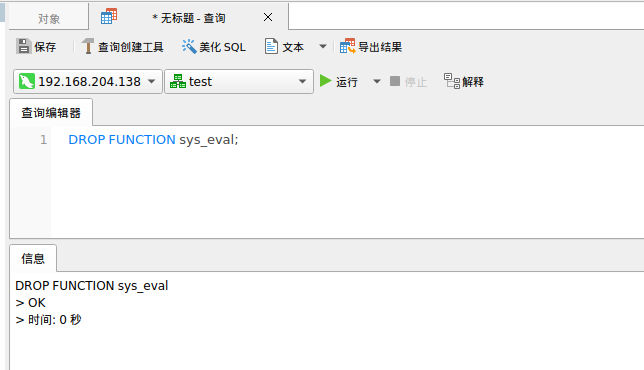 对象
* 无标题 - 查询
保存 查询创建工具 美化 SQL 文本 导出结果
192.168.204.138 test 运行 停止 解释
查询编辑器
1 DROP FUNCTION sys_eval;
信息
DROP FUNCTION sys_eval
> OK
> 时间: 0 秒